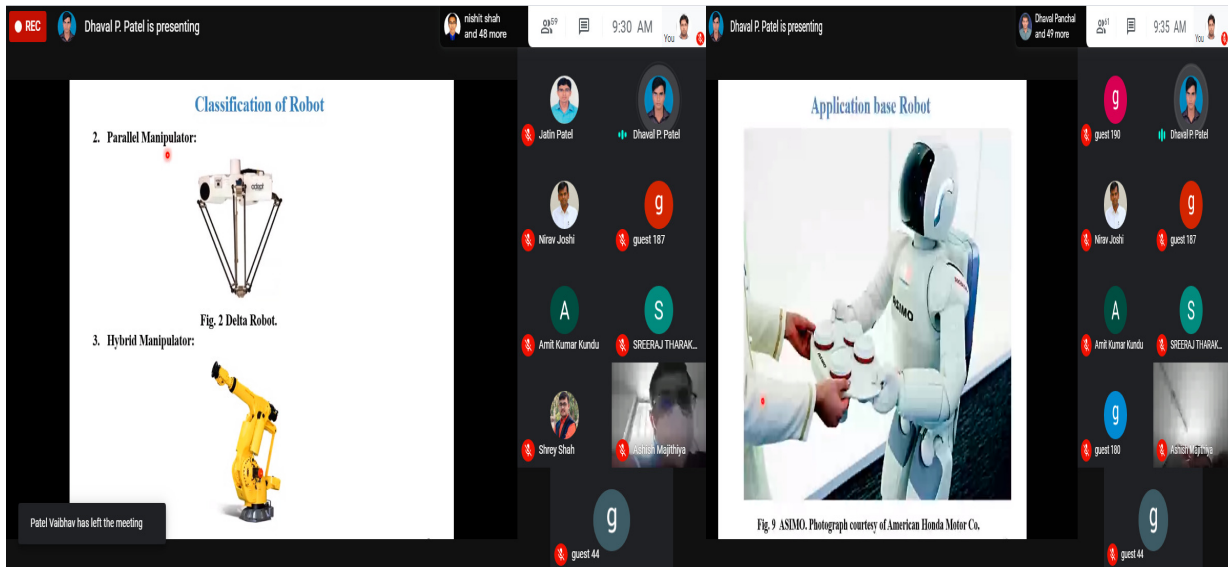 REC
Dhaval P. Patel is presenting
nishit shah
and 48 more
59
9:30 AM
You
Classification of Robot
2. Parallel Manipulator:
adept
Fig. 2 Delta Robot.
3. Hybrid Manipulator:
Patel Vaibhav has left the meeting
Jatin Patel
Dhaval P. Patel
Nirav Joshi
g
guest 187
A
Amit Kumar Kundu
S
SREERAJ THARAK...
Shrey Shah
Ashish Majithiya
g
guest 44
Dhaval P. Patel is presenting
Dhaval Panchal
and 49 more
61
9:35 AM
You
Application base Robot
ASIMO
Fig. 9 ASIMO. Photograph courtesy of American Honda Motor Co.
g
guest 190
Dhaval P. Patel
Nirav Joshi
g
guest 187
A
Amit Kumar Kundu
S
SREERAJ THARAK...
g
guest 180
Ashish Majithiya
g
guest 44